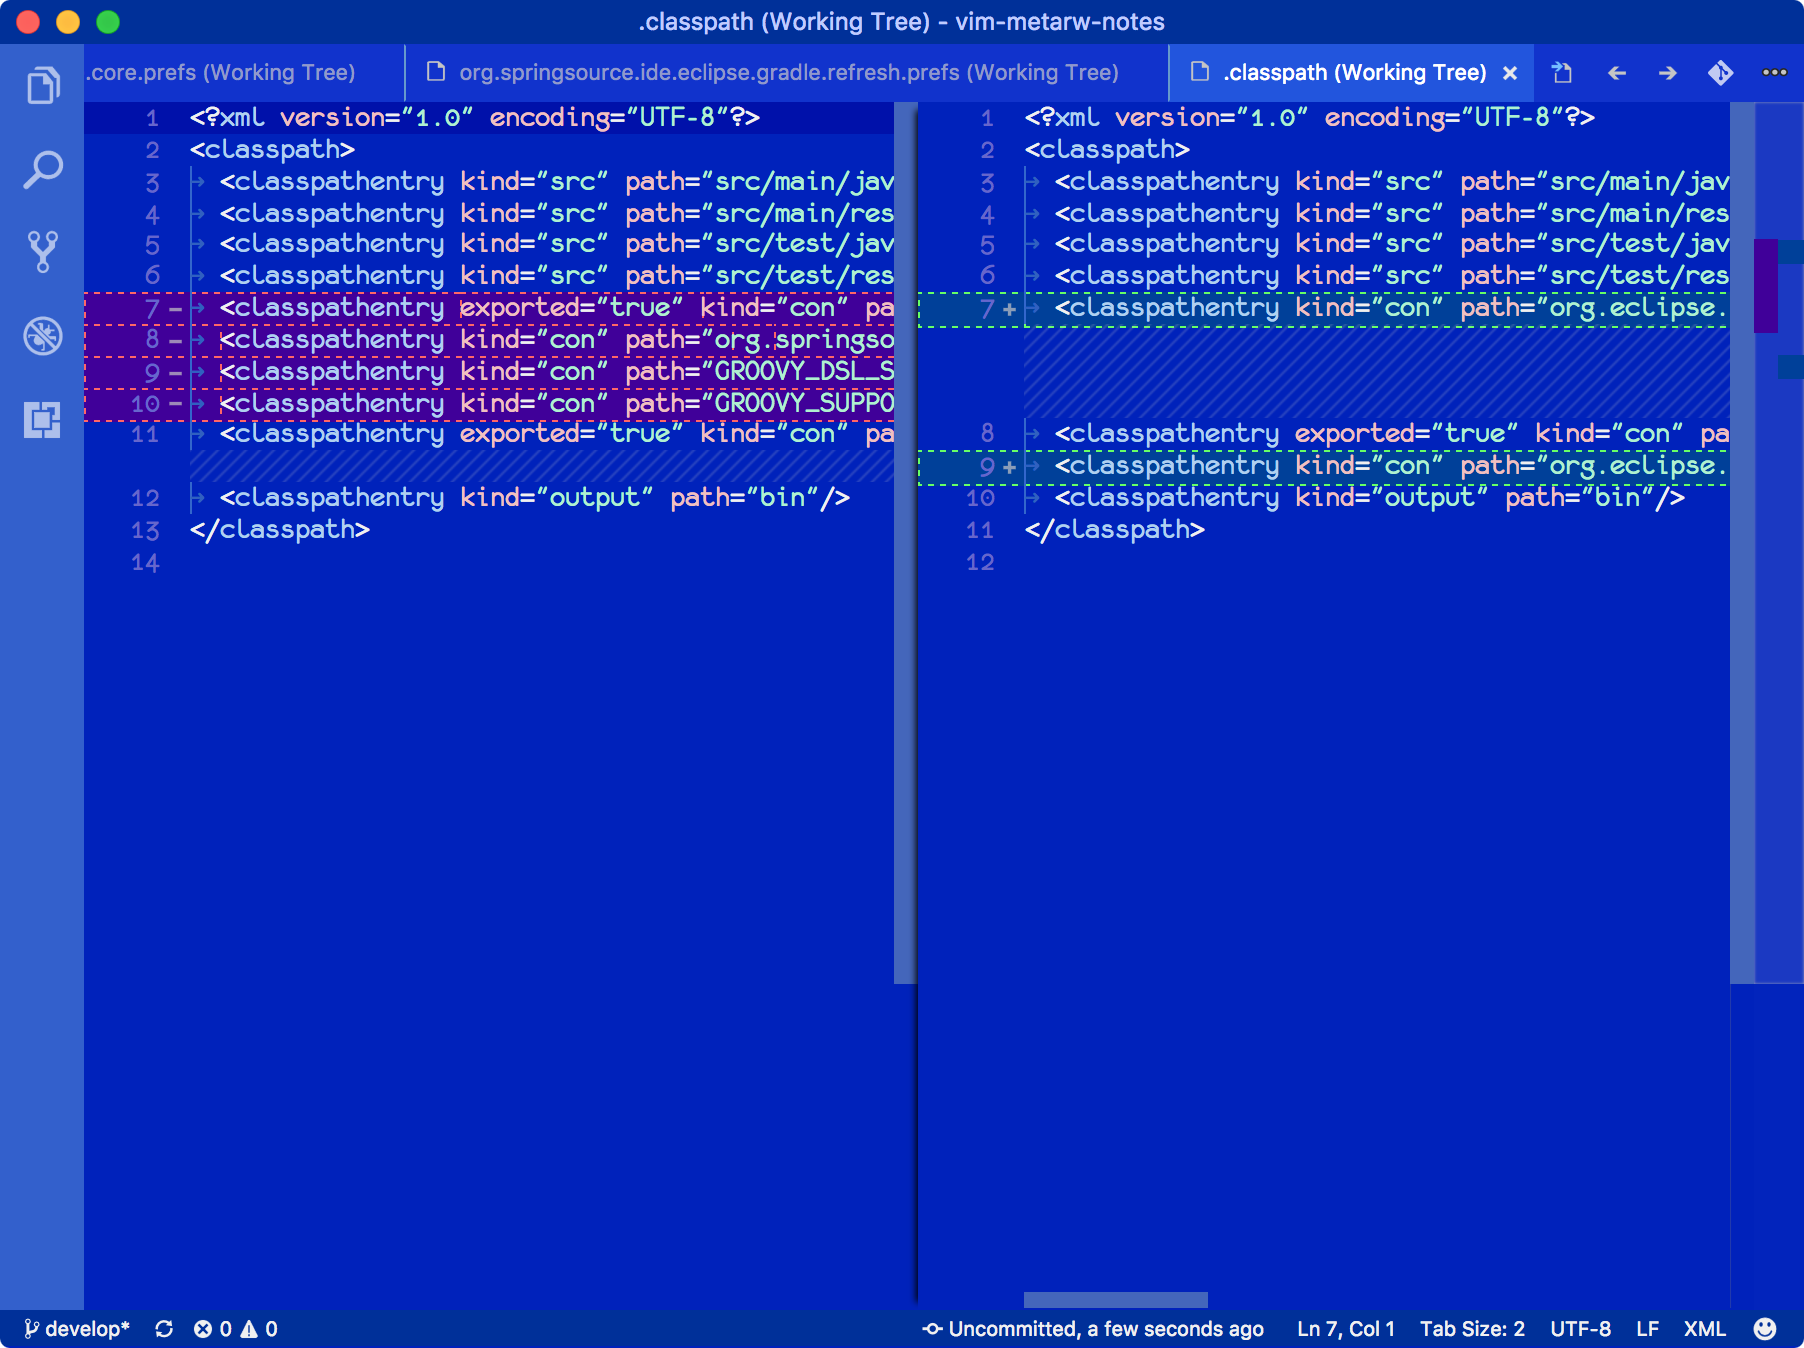 .classpath (Working Tree) - vim-metarw-notes
.core.prefs (Working Tree)
org.springsource.ide.eclipse.gradle.refresh.prefs (Working Tree)
.classpath (Working Tree)
1 <?xml version="1.0" encoding="UTF-8"?>
2 <classpath>
3 <classpathentry kind="src" path="src/main/jav
4 <classpathentry kind="src" path="src/main/res
5 <classpathentry kind="src" path="src/test/jav
6 <classpathentry kind="src" path="src/test/res
7 − <classpathentry exported="true" kind="con" pa
8 − <classpathentry kind="con" path="org.springso
9 − <classpathentry kind="con" path="GROOVY_DSL_S
10 − <classpathentry kind="con" path="GROOVY_SUPPO
11 <classpathentry exported="true" kind="con" pa
12 <classpathentry kind="output" path="bin"/>
13 </classpath>
14
1 <?xml version="1.0" encoding="UTF-8"?>
2 <classpath>
3 <classpathentry kind="src" path="src/main/jav
4 <classpathentry kind="src" path="src/main/res
5 <classpathentry kind="src" path="src/test/jav
6 <classpathentry kind="src" path="src/test/res
7 + <classpathentry kind="con" path="org.eclipse.
8 <classpathentry exported="true" kind="con" pa
9 + <classpathentry kind="con" path="org.eclipse.
10 <classpathentry kind="output" path="bin"/>
11 </classpath>
12
develop* 0 0 Uncommitted, a few seconds ago Ln 7, Col 1 Tab Size: 2 UTF-8 LF XML